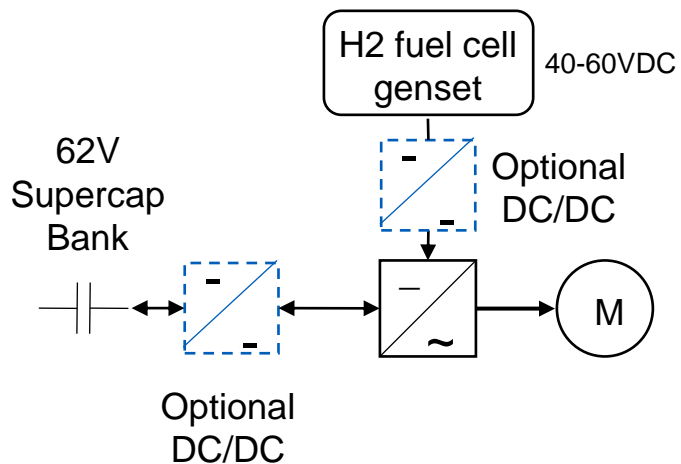 H2 fuel cell
genset
40-60VDC
62V
Supercap
Bank
Optional
DC/DC
M
Optional
DC/DC